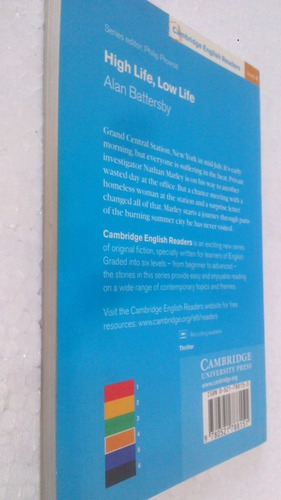 Cambridge English Readers
Series editor: Philip Prowse
High Life, Low Life
Alan Battersby
Grand Central Station, New York in mid-July. It's early
morning, but everyone is suffering in the heat. Private
investigator Nathan Marley is on his way to another
wasted day at the office. But a chance meeting with a
homeless woman at the station and a surprise letter
changed all of that. Marley starts a journey through parts
of the burning summer city he has never visited.
Cambridge English Readers is an exciting new series
of original fiction, specially written for learners of English.
Graded into six levels – from beginner to advanced –
the stories in this series provide easy and enjoyable reading
on a wide range of contemporary topics and themes.
Visit the Cambridge English Readers website for free
resources: www.cambridge.org/elt/readers
Recording available
Thriller
CAMBRIDGE
UNIVERSITY PRESS
www.cambridge.org